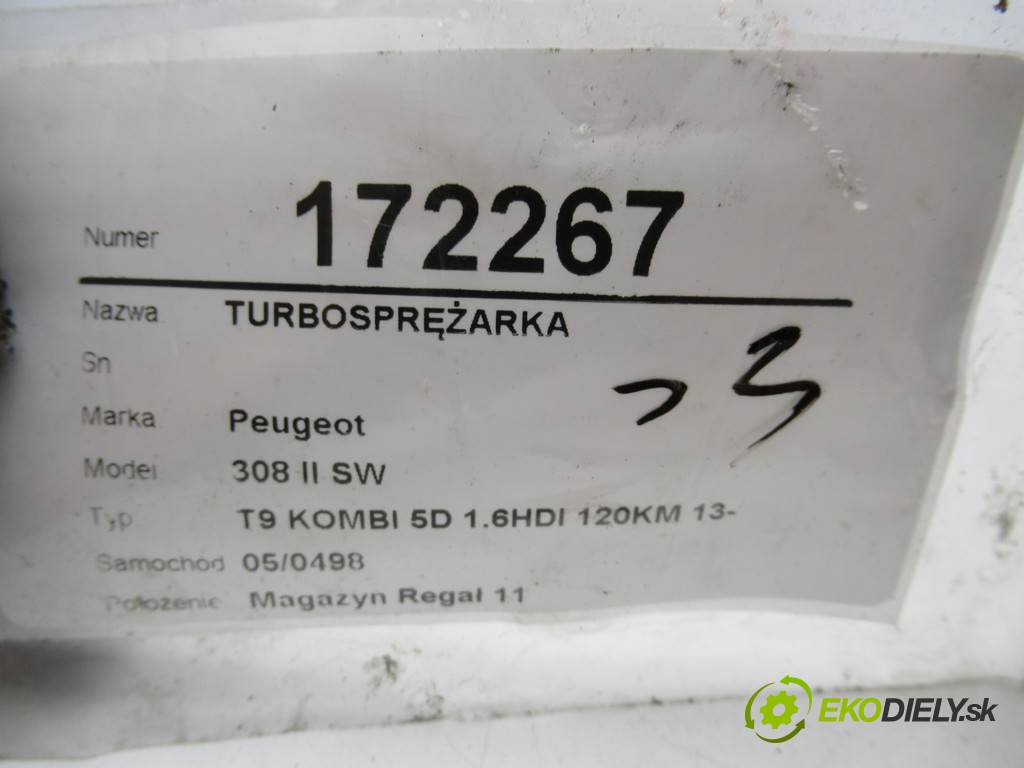 Numer 172267
Nazwa TURBOSPRĘŻARKA
Sn
Marka Peugeot
Model 308 II SW
Typ T9 KOMBI 5D 1.6HDI 120KM 13-
Samochód 05/0498
Położenie Magazyn Regał 11
EKODIELY.sk